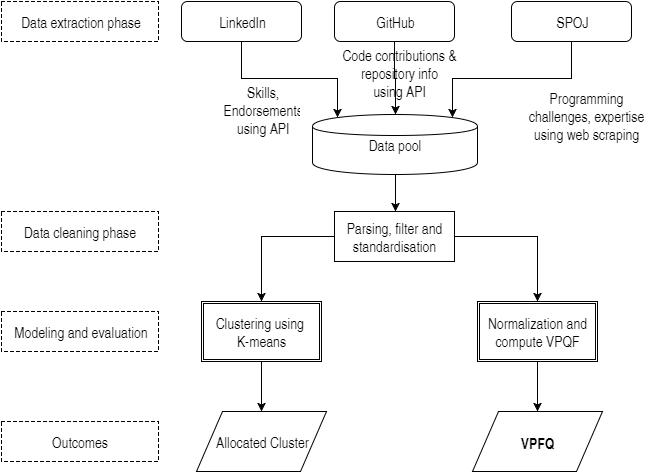 Data extraction phase
LinkedIn
GitHub
SPOJ
Code contributions &
repository info
using API
Skills,
Endorsements
using API
Programming
challenges, expertise
using web scraping
Data pool
Data cleaning phase
Parsing, filter and
standardisation
Modeling and evaluation
Clustering using
K-means
Normalization and
compute VPQF
Outcomes
Allocated Cluster
VPFQ